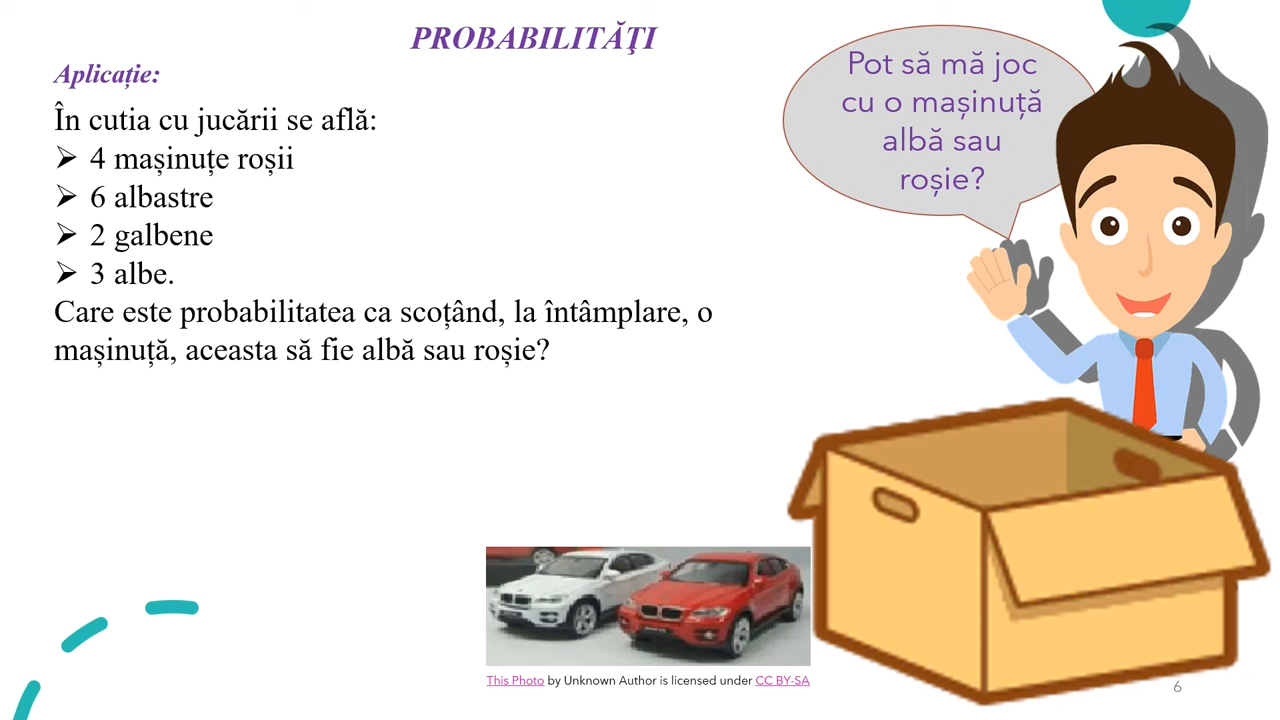 PROBABILITĂŢI
Aplicație:
În cutia cu jucării se află:
➢ 4 mașinuțe roșii
➢ 6 albastre
➢ 2 galbene
➢ 3 albe.
Care este probabilitatea ca scoțând, la întâmplare, o
mașinuță, aceasta să fie albă sau roșie?
Pot să mă joc
cu o mașinuță
albă sau
roșie?
This Photo by Unknown Author is licensed under CC BY-SA
6